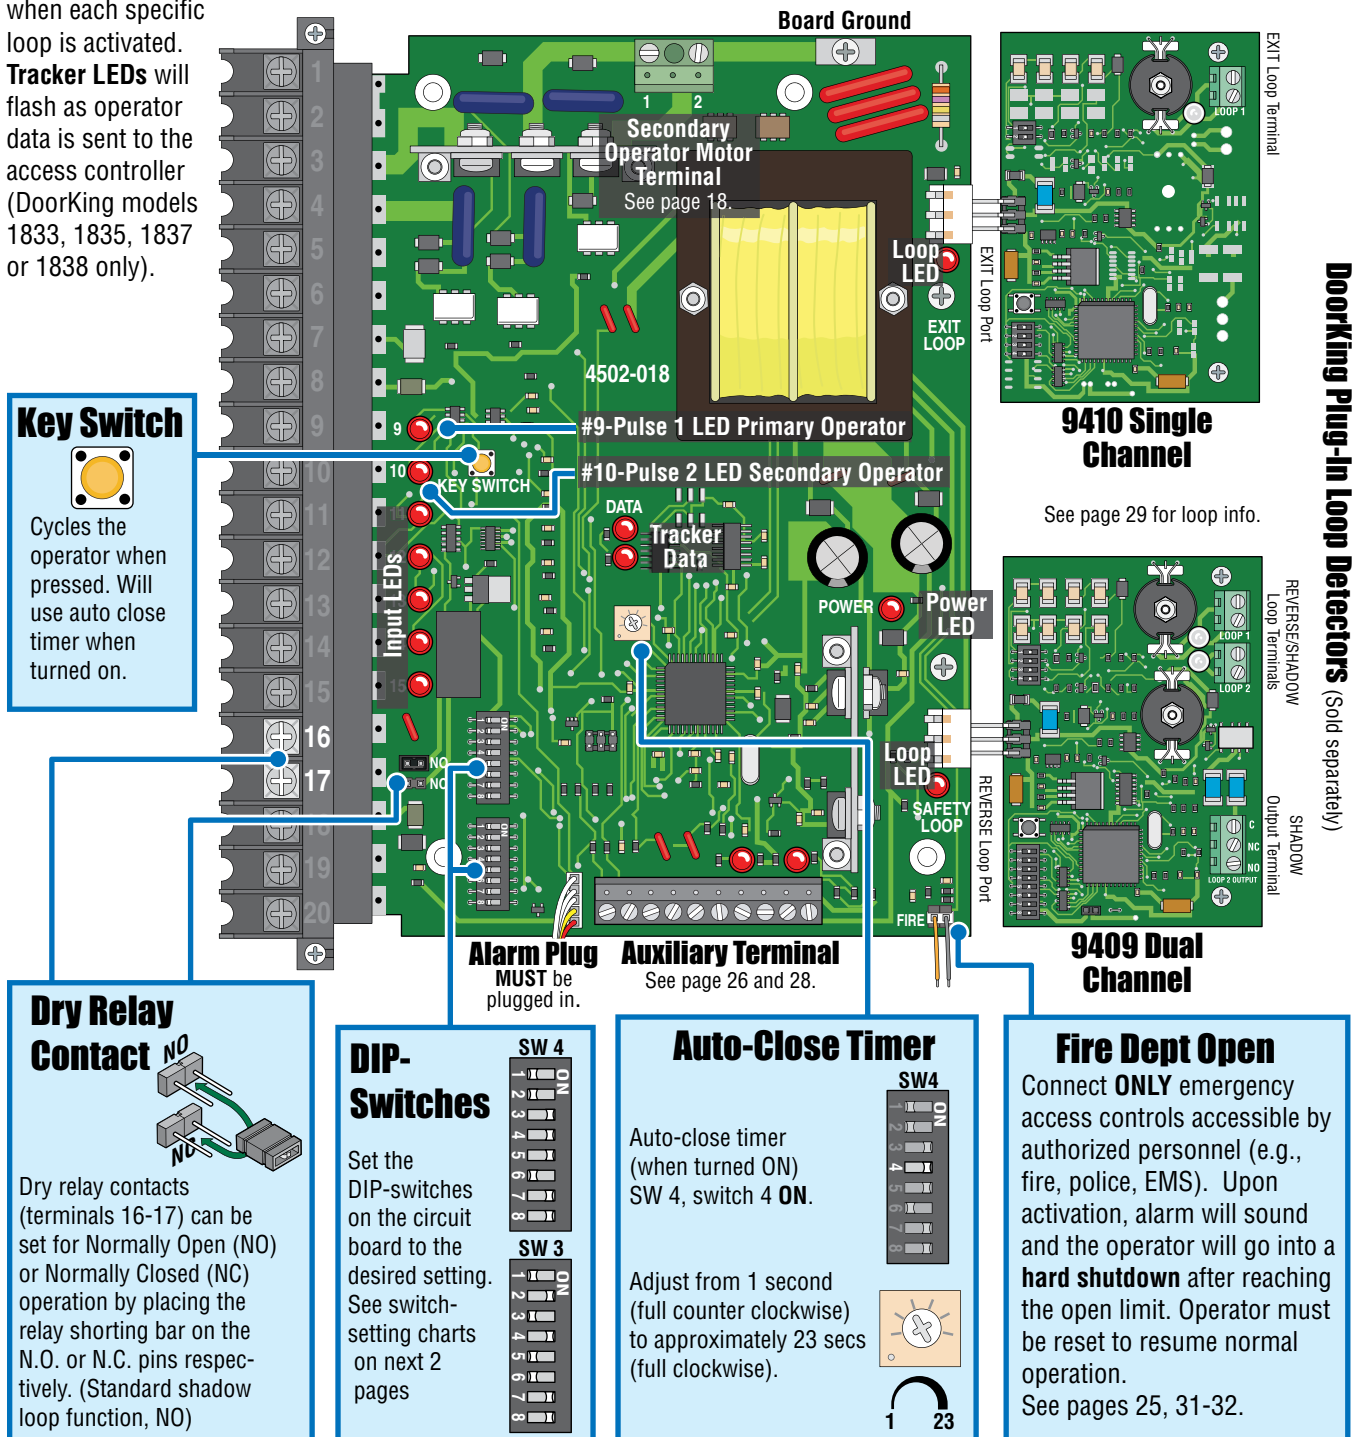 when each specific
loop is activated.
Tracker LEDs will
flash as operator
data is sent to the
access controller
(DoorKing models
1833, 1835, 1837
or 1838 only).
Board Ground
1 2
Secondary
Operator Motor
Terminal
See page 18.
1
2
3
4
5
6
7
8
9
10
11
12
13
14
15
16
17
18
19
20
Loop
LED
EXIT
LOOP
EXIT Loop Port
EXIT Loop Terminal
LOOP 1
9410 Single
Channel
See page 29 for loop info.
DoorKing Plug-In Loop Detectors (Sold separately)
4502-018
9
#9-Pulse 1 LED Primary Operator
10
#10-Pulse 2 LED Secondary Operator
KEY SWITCH
14
15
Input LEDs
DATA
Tracker
Data
POWER
Power
LED
NO
NC
Loop
LED
SAFETY
LOOP
REVERSE Loop Port
FIRE
REVERSE/SHADOW
Loop Terminals
LOOP 1
LOOP 2
SHADOW
Output Terminal
C
NC
NO
LOOP 2 OUTPUT
9409 Dual
Channel
Alarm Plug
MUST be
plugged in.
Auxiliary Terminal
See page 26 and 28.
Key Switch
Cycles the
operator when
pressed. Will
use auto close
timer when
turned on.
Dry Relay
Contact
NO
NC
Dry relay contacts
(terminals 16-17) can be
set for Normally Open (NO)
or Normally Closed (NC)
operation by placing the
relay shorting bar on the
N.O. or N.C. pins respec-
tively. (Standard shadow
loop function, NO)
DIP-
Switches
Set the
DIP-switches
on the circuit
board to the
desired setting.
See switch-
setting charts
on next 2
pages
SW 4
ON
1
2
3
4
5
6
7
8
SW 3
ON
1
2
3
4
5
6
7
8
Auto-Close Timer
Auto-close timer
(when turned ON)
SW 4, switch 4 ON.
SW4
ON
1
2
3
4
5
6
7
8
Adjust from 1 second
(full counter clockwise)
to approximately 23 secs
(full clockwise).
1 23
Fire Dept Open
Connect ONLY emergency
access controls accessible by
authorized personnel (e.g.,
fire, police, EMS). Upon
activation, alarm will sound
and the operator will go into a
hard shutdown after reaching
the open limit. Operator must
be reset to resume normal
operation.
See pages 25, 31-32.